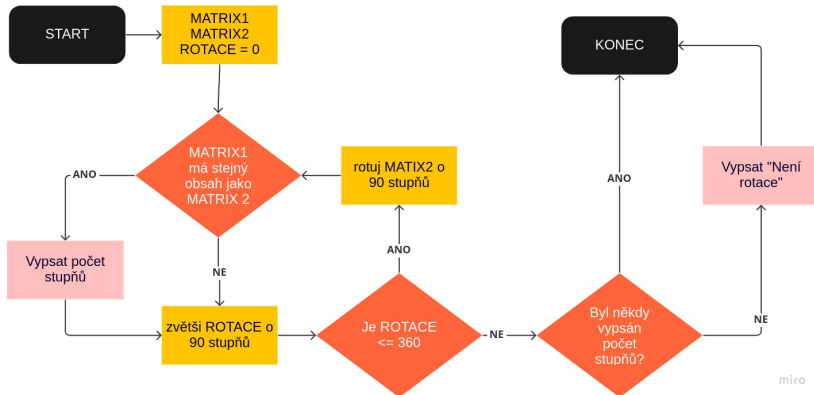 START
MATRIX1
MATRIX2
ROTACE = 0
KONEC
MATRIX1
má stejný
obsah jako
MATRIX 2
rotuj MATIX2 o
90 stupňů
Vypsat "Není
rotace"
ANO
ANO
Vypsat počet
stupňů
NE
ANO
zvětši ROTACE o
90 stupňů
Je ROTACE
<= 360
NE
Byl někdy
vypsán
počet
stupňů?
NE
miro